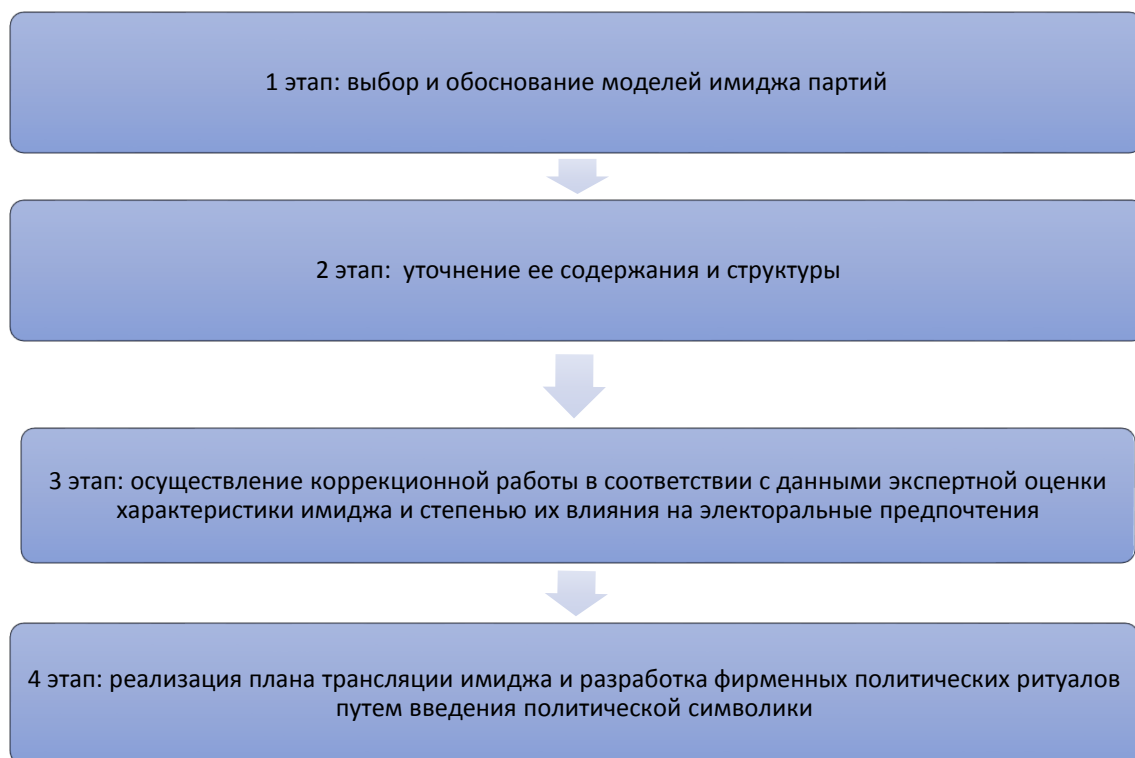 1 этап: выбор и обоснование моделей имиджа партий
2 этап:  уточнение ее содержания и структуры
3 этап: осуществление коррекционной работы в соответствии с данными экспертной оценки
характеристики имиджа и степенью их влияния на электоральные предпочтения
4 этап: реализация плана трансляции имиджа и разработка фирменных политических ритуалов
путем введения политической символики